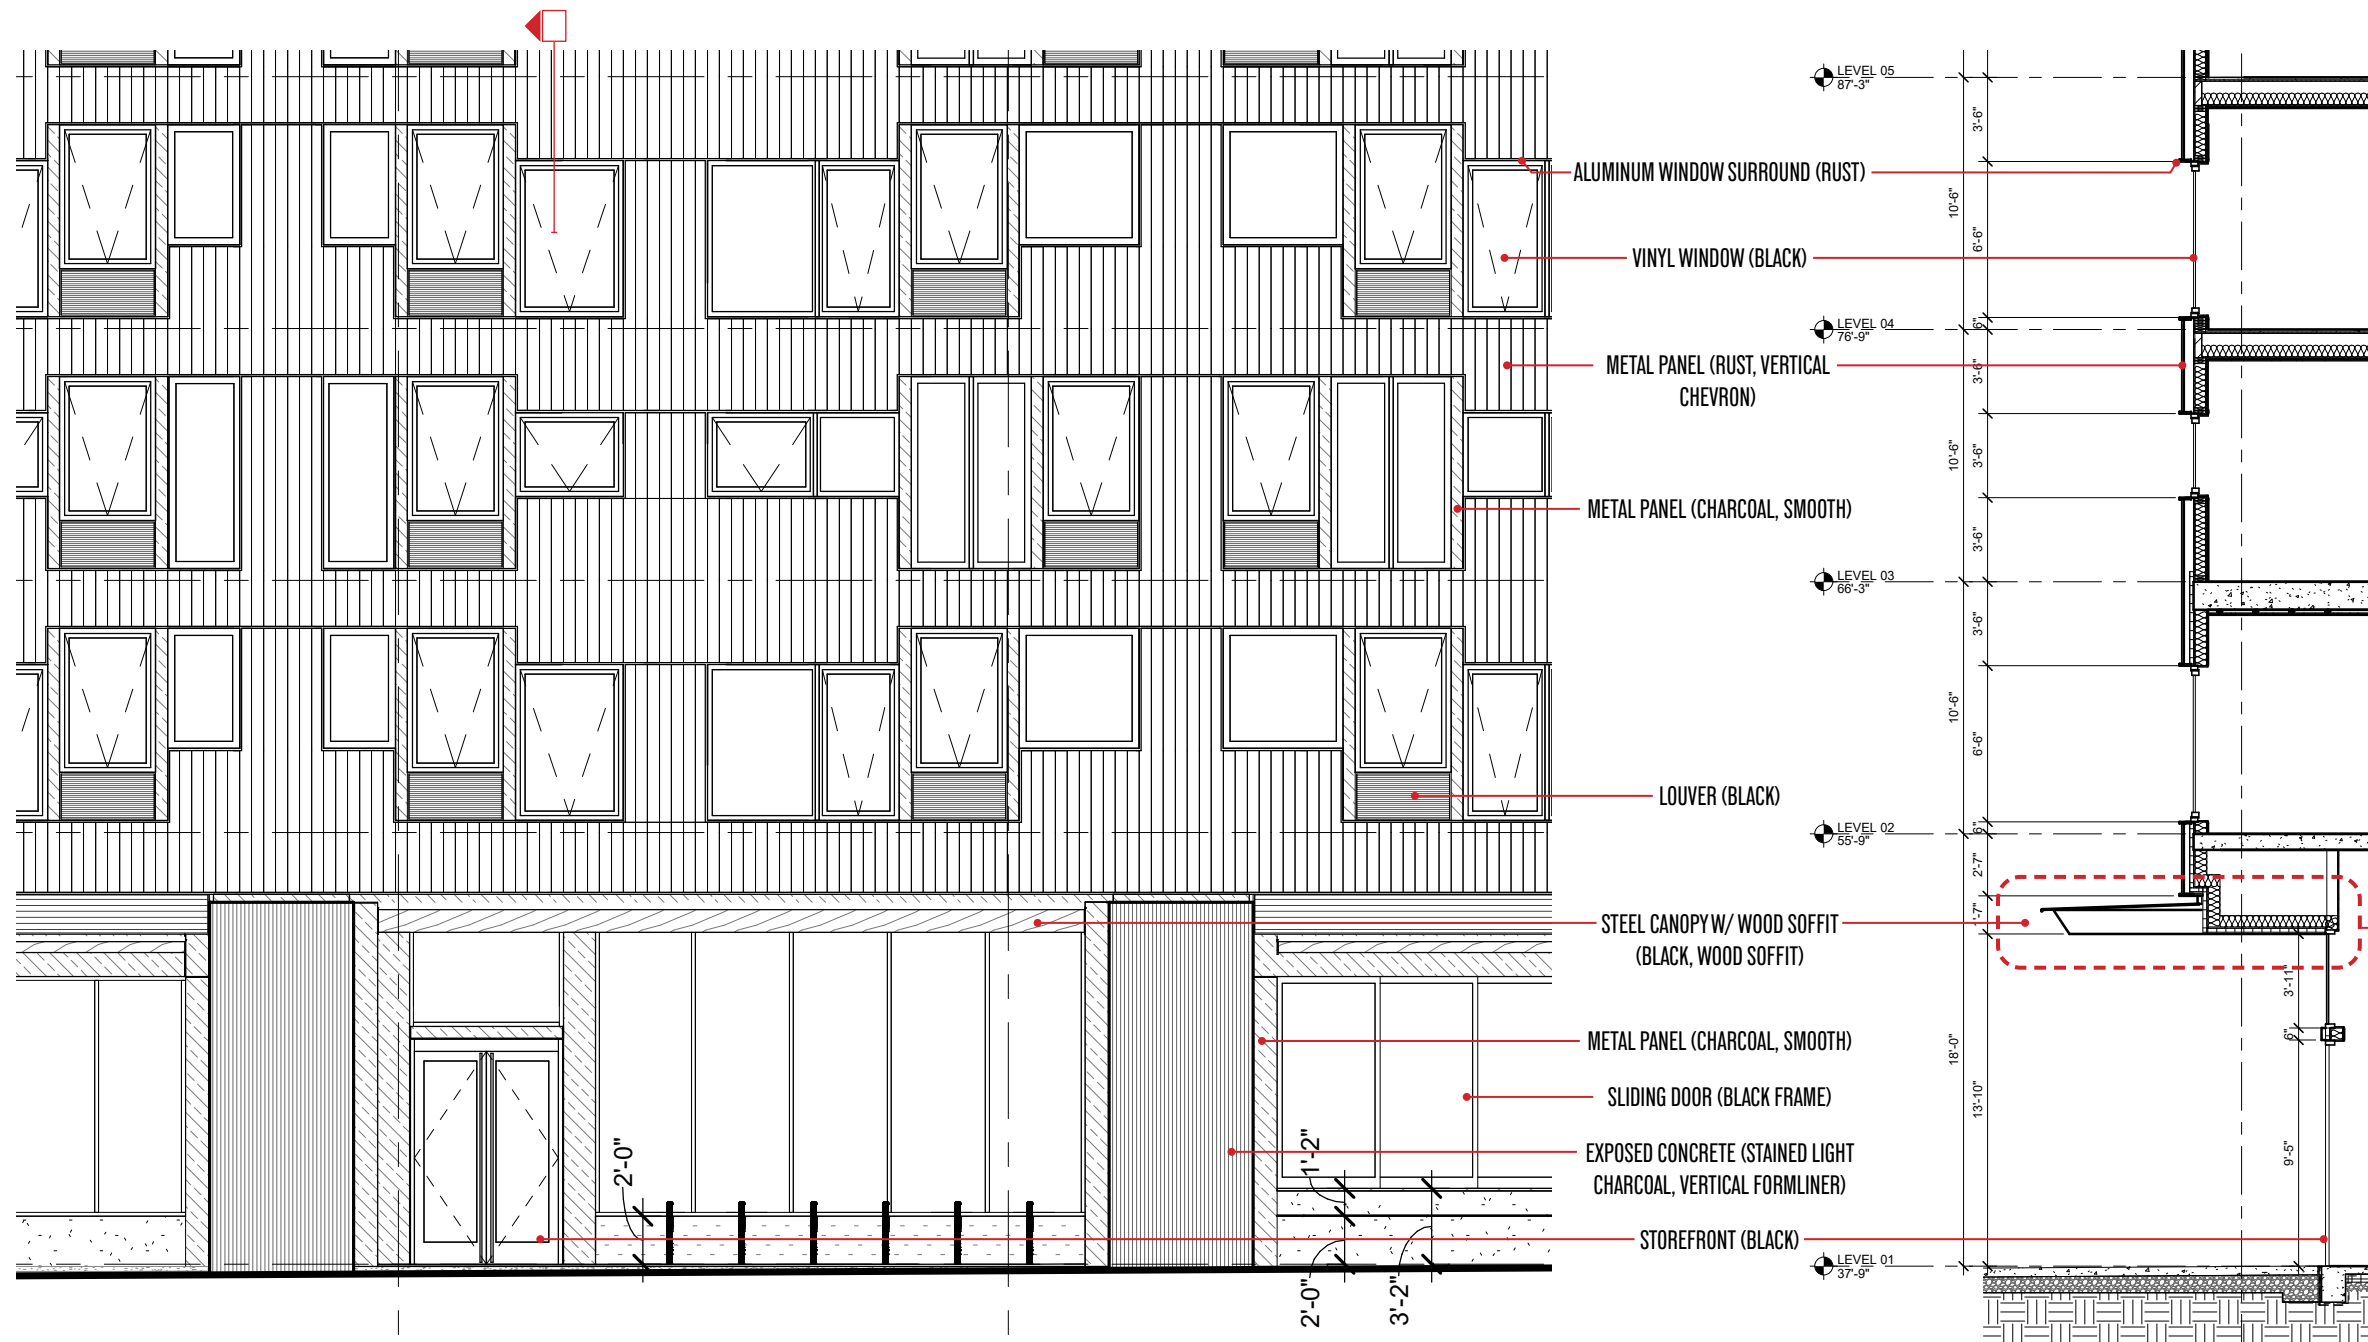 LEVEL 05
87'-3"
3'-6"
ALUMINUM WINDOW SURROUND (RUST)
10'-6"
6'-6"
VINYL WINDOW (BLACK)
LEVEL 04
76'-9"
6"
METAL PANEL (RUST, VERTICAL
CHEVRON)
3'-6"
10'-6"
3'-6"
METAL PANEL (CHARCOAL, SMOOTH)
3'-6"
LEVEL 03
66'-3"
3'-6"
10'-6"
6'-6"
LOUVER (BLACK)
LEVEL 02
55'-9"
6"
2'-7"
STEEL CANOPY W/ WOOD SOFFIT
(BLACK, WOOD SOFFIT)
3'-11"
METAL PANEL (CHARCOAL, SMOOTH)
6"
18'-0"
SLIDING DOOR (BLACK FRAME)
13'-10"
2'-0"
1'-2"
EXPOSED CONCRETE (STAINED LIGHT
CHARCOAL, VERTICAL FORMLINER)
9'-5"
STOREFRONT (BLACK)
LEVEL 01
37'-9"
2'-0"
3'-2"